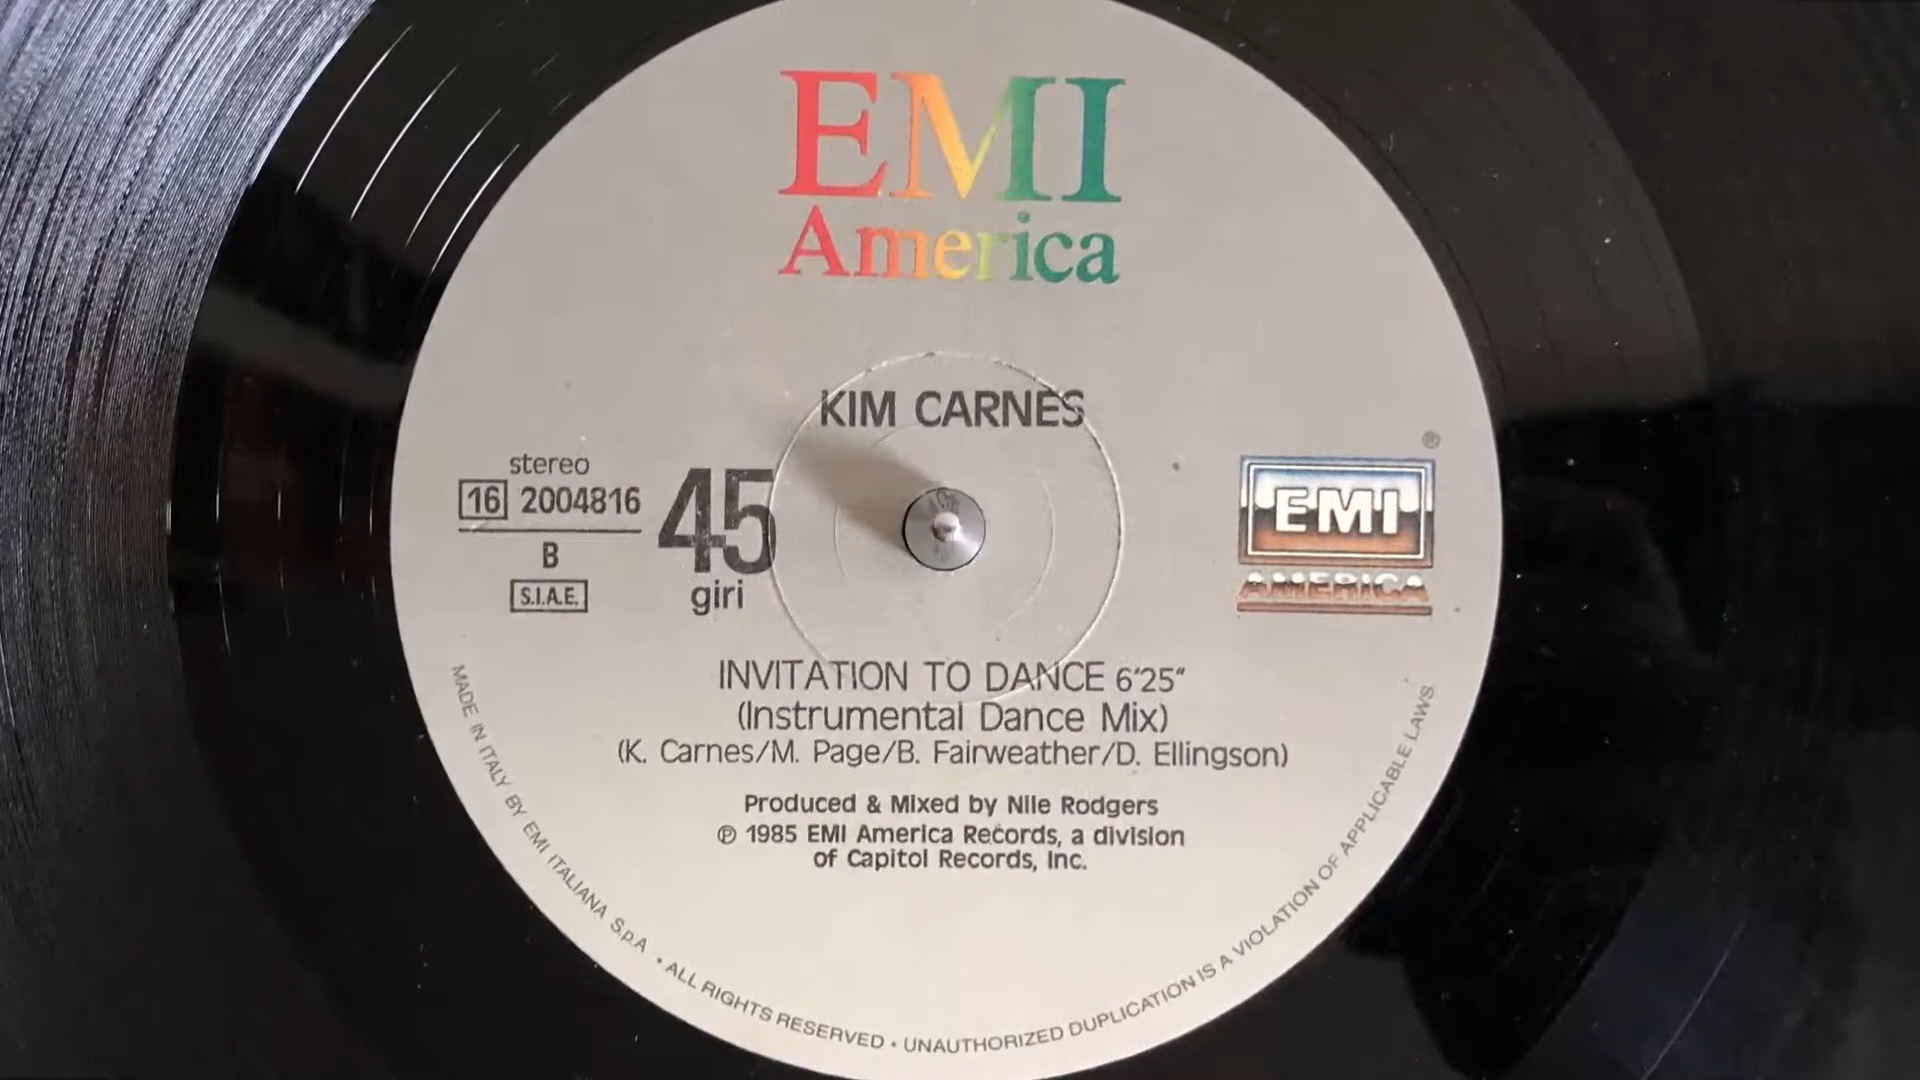 EMI
America
KIM CARNES
stereo
16 2004816
B
S.I.A.E.
45
giri
®
EMI
AMERICA
INVITATION TO DANCE 6'25"
(Instrumental Dance Mix)
(K. Carnes/M. Page/B. Fairweather/D. Ellingson)
Produced & Mixed by Nile Rodgers
℗ 1985 EMI America Records, a division
of Capitol Records, Inc.
MADE IN ITALY BY EMI ITALIANA S.p.A • ALL RIGHTS RESERVED • UNAUTHORIZED DUPLICATION IS A VIOLATION OF APPLICABLE LAWS